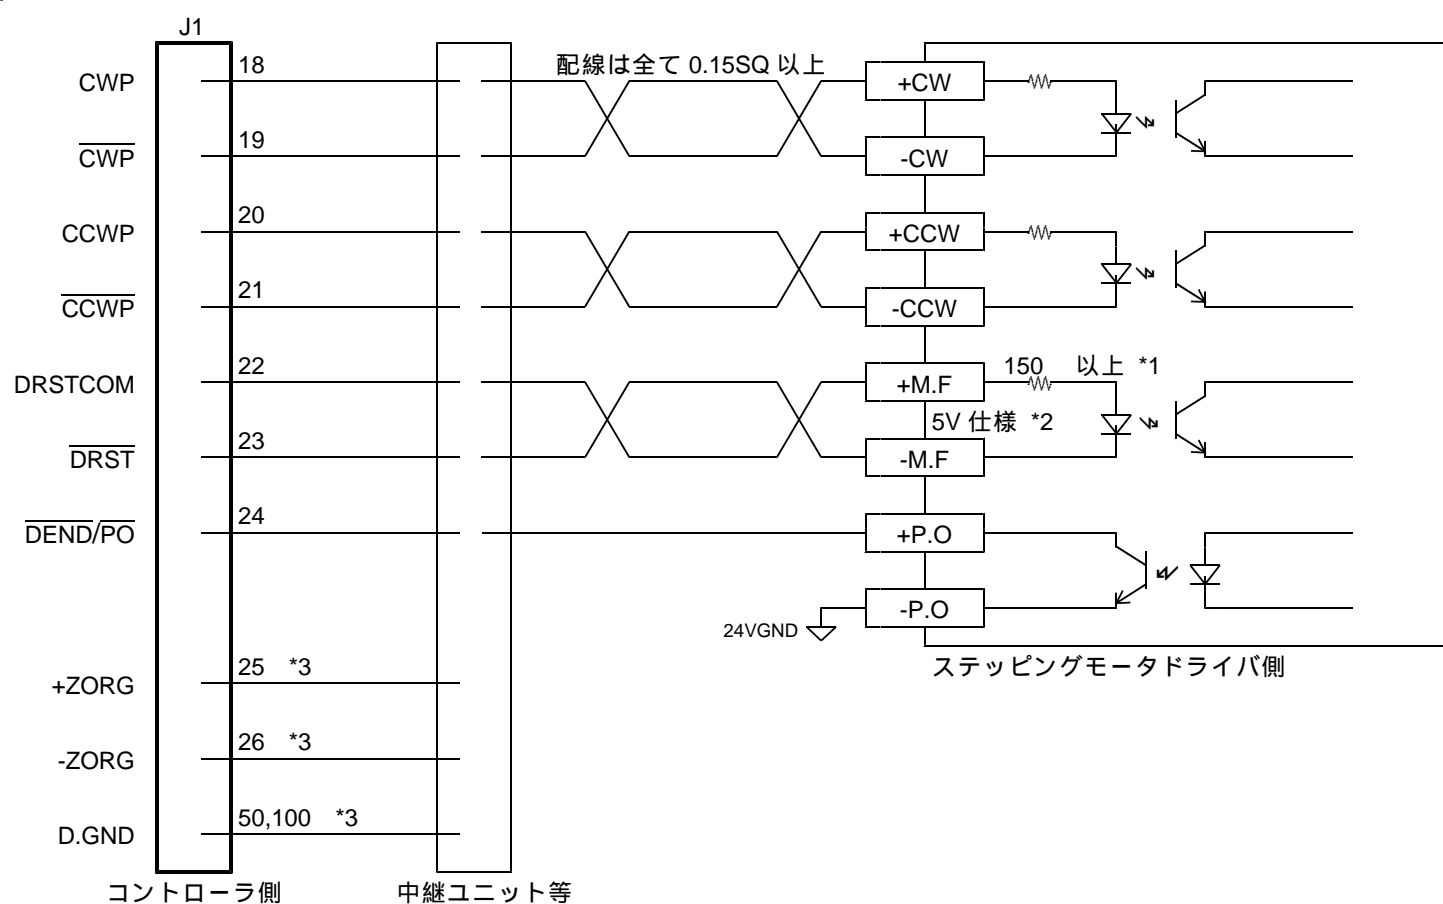 J1
CWP
18
配線は全て 0.15SQ 以上
+CW
CWP
19
-CW
CCWP
20
+CCW
CCWP
21
-CCW
DRSTCOM
22
+M.F
150 以上 *1
5V 仕様 *2
DRST
23
-M.F
DEND/PO
24
+P.O
-P.O
24VGND
ステッピングモータドライバ側
+ZORG
25 *3
-ZORG
26 *3
D.GND
50,100 *3
コントローラ側
中継ユニット等